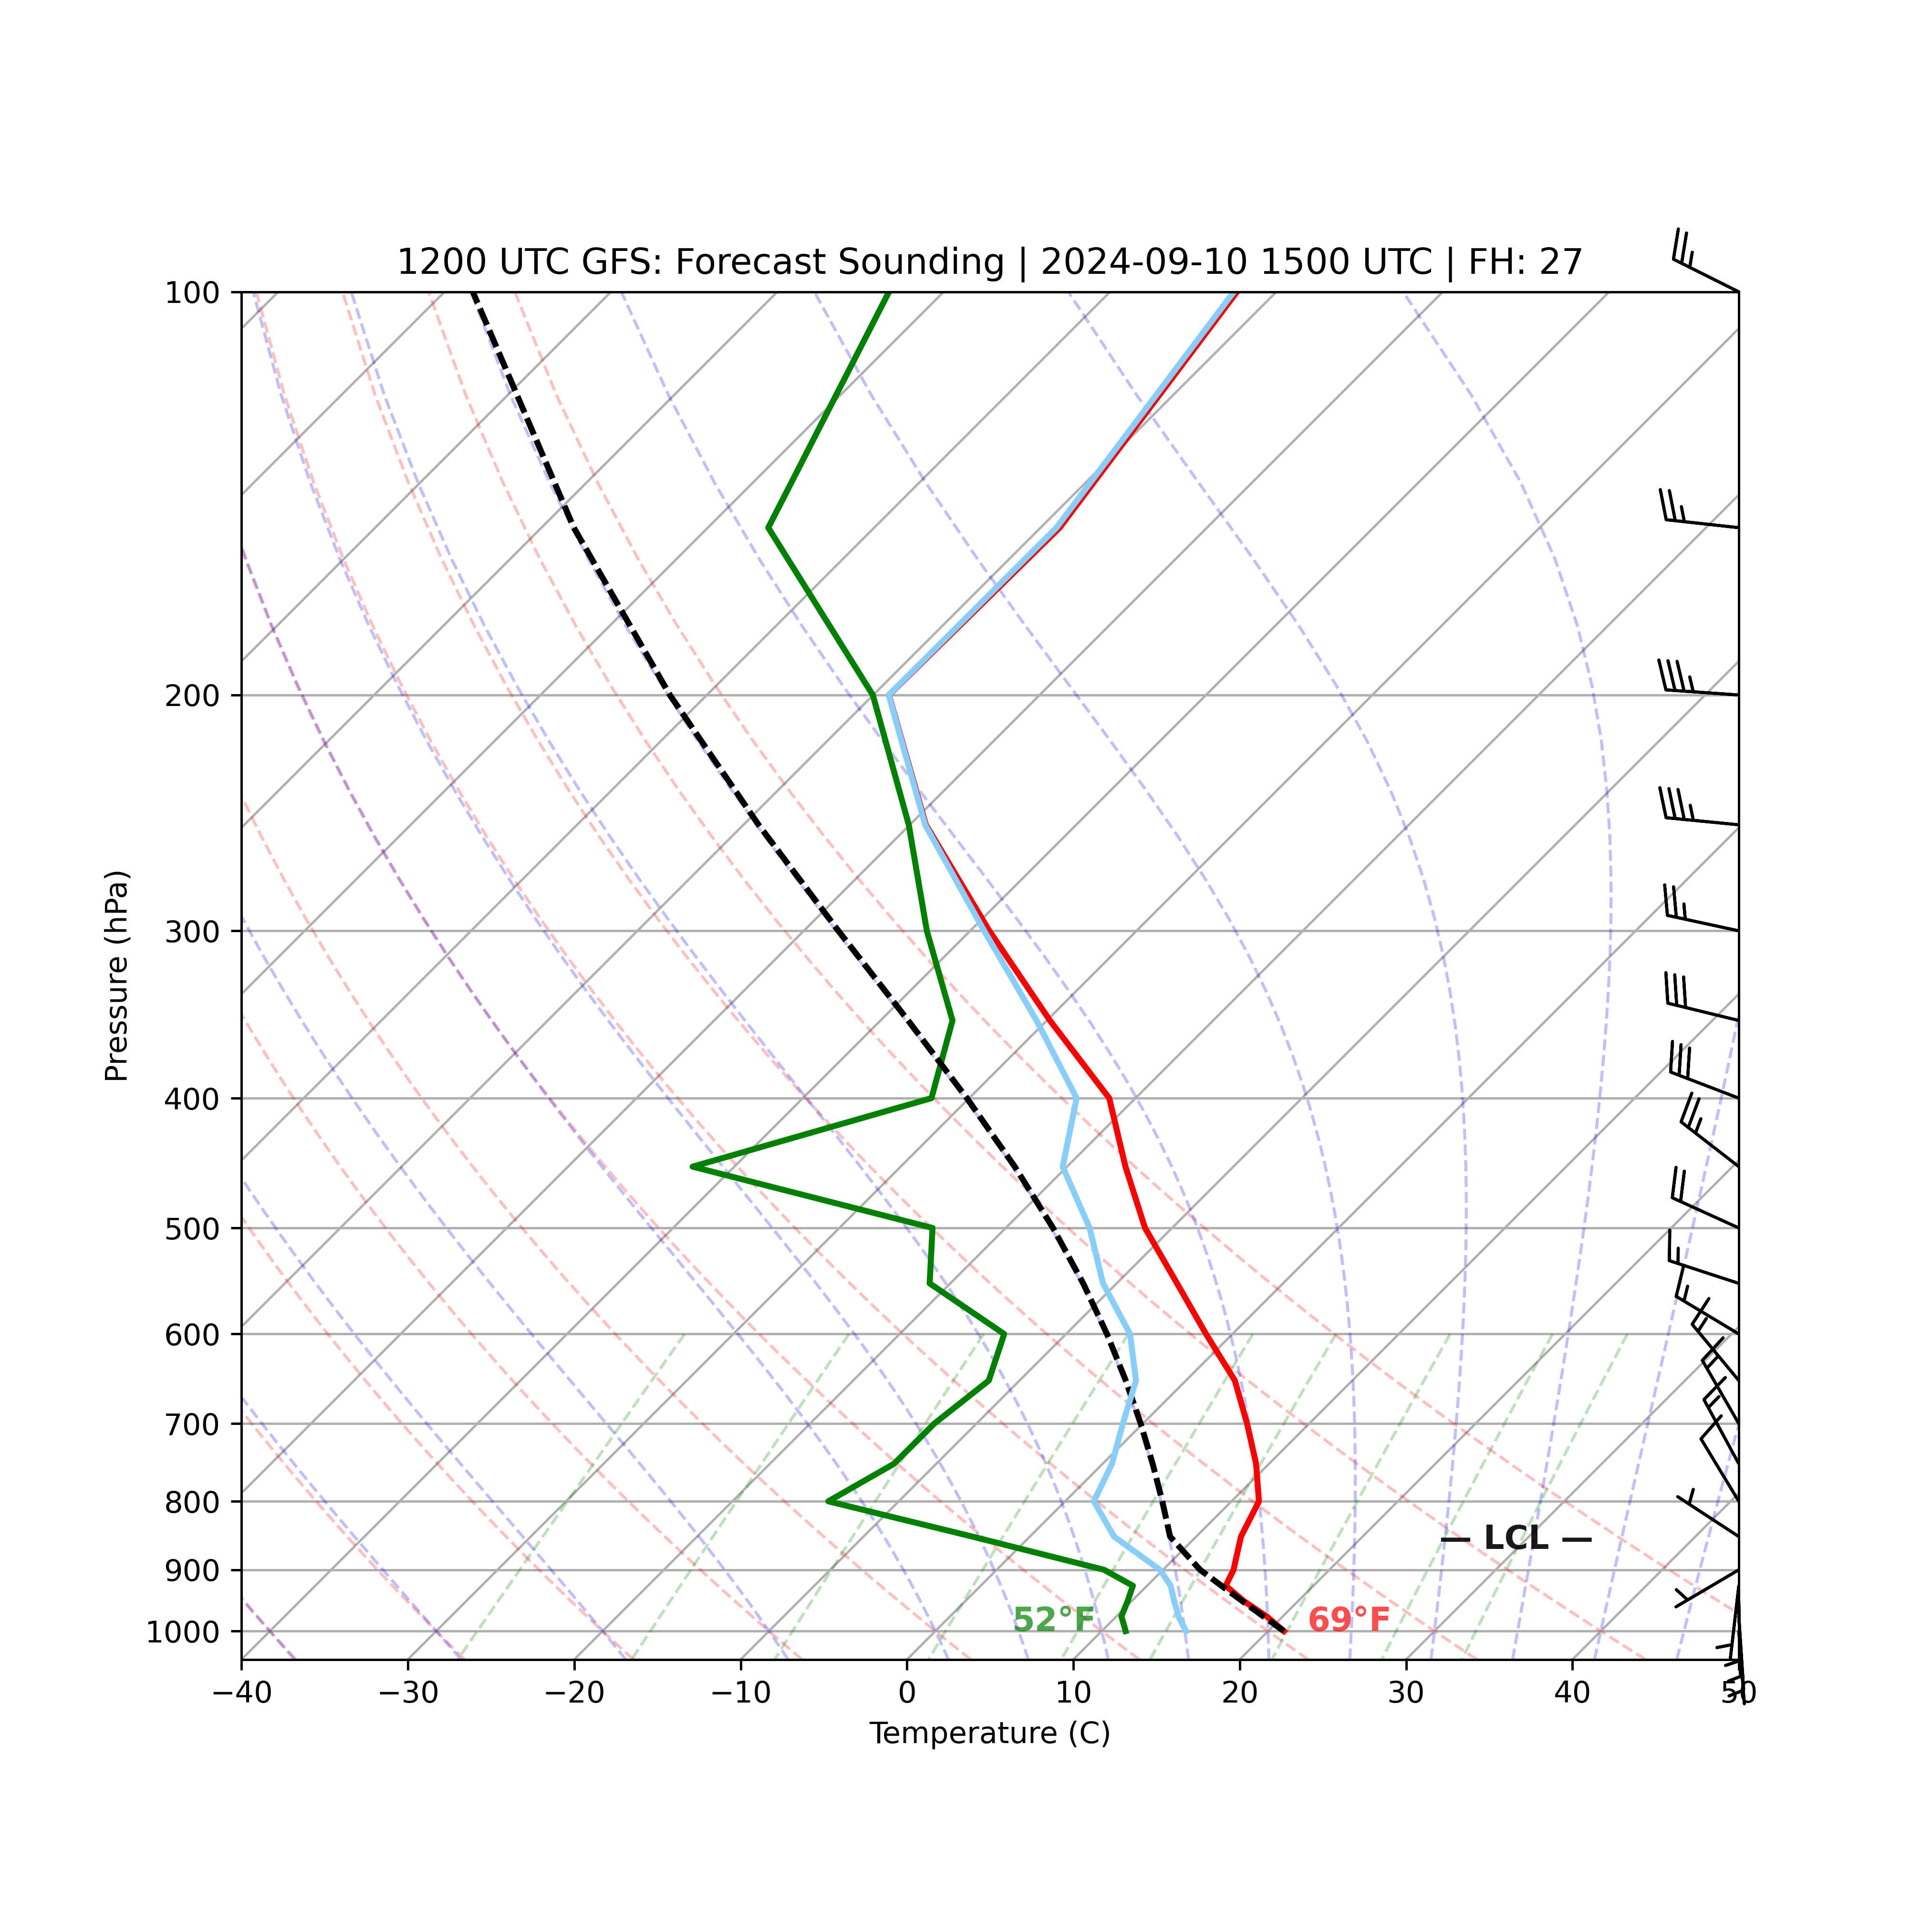 1200 UTC GFS: Forecast Sounding | 2024-09-10 1500 UTC | FH: 27
100
200
300
400
500
600
700
800
900
1000
Pressure (hPa)
— LCL —
52°F
69°F
−40 −30 −20 −10 0 10 20 30 40 50
Temperature (C)